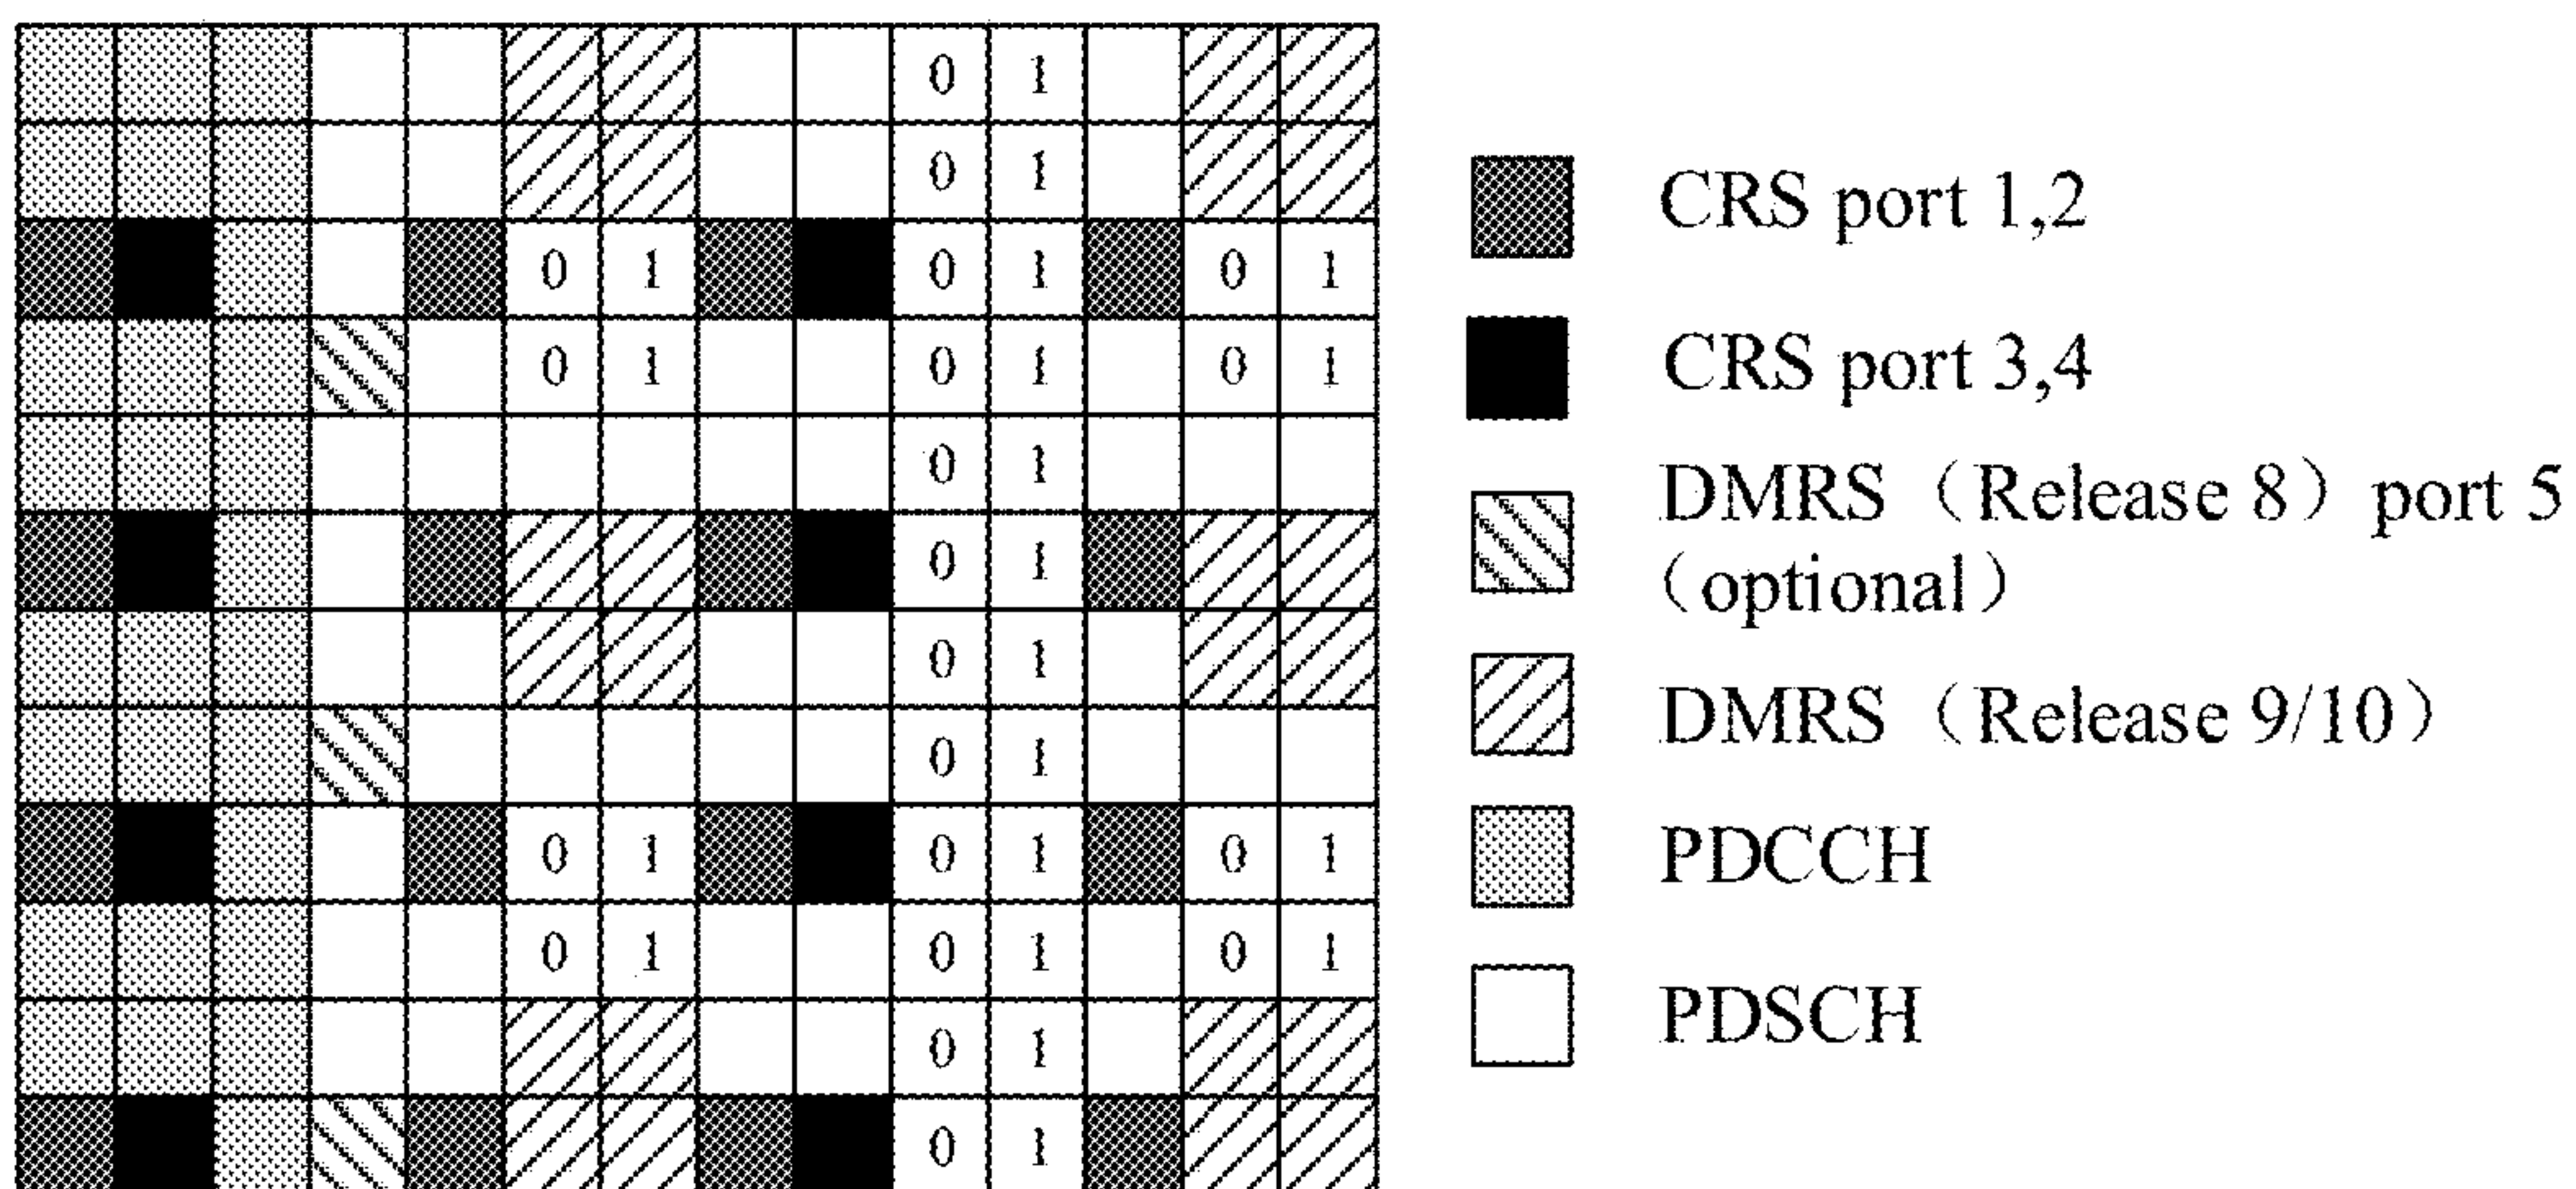 0 1
0 1
0 1 0 1 0 1
0 1 0 1 0 1
0 1
0 1
0 1
0 1
0 1 0 1 0 1
0 1 0 1 0 1
0 1
0 1
CRS port 1,2
CRS port 3,4
DMRS（Release 8）port 5
（optional）
DMRS（Release 9/10）
PDCCH
PDSCH